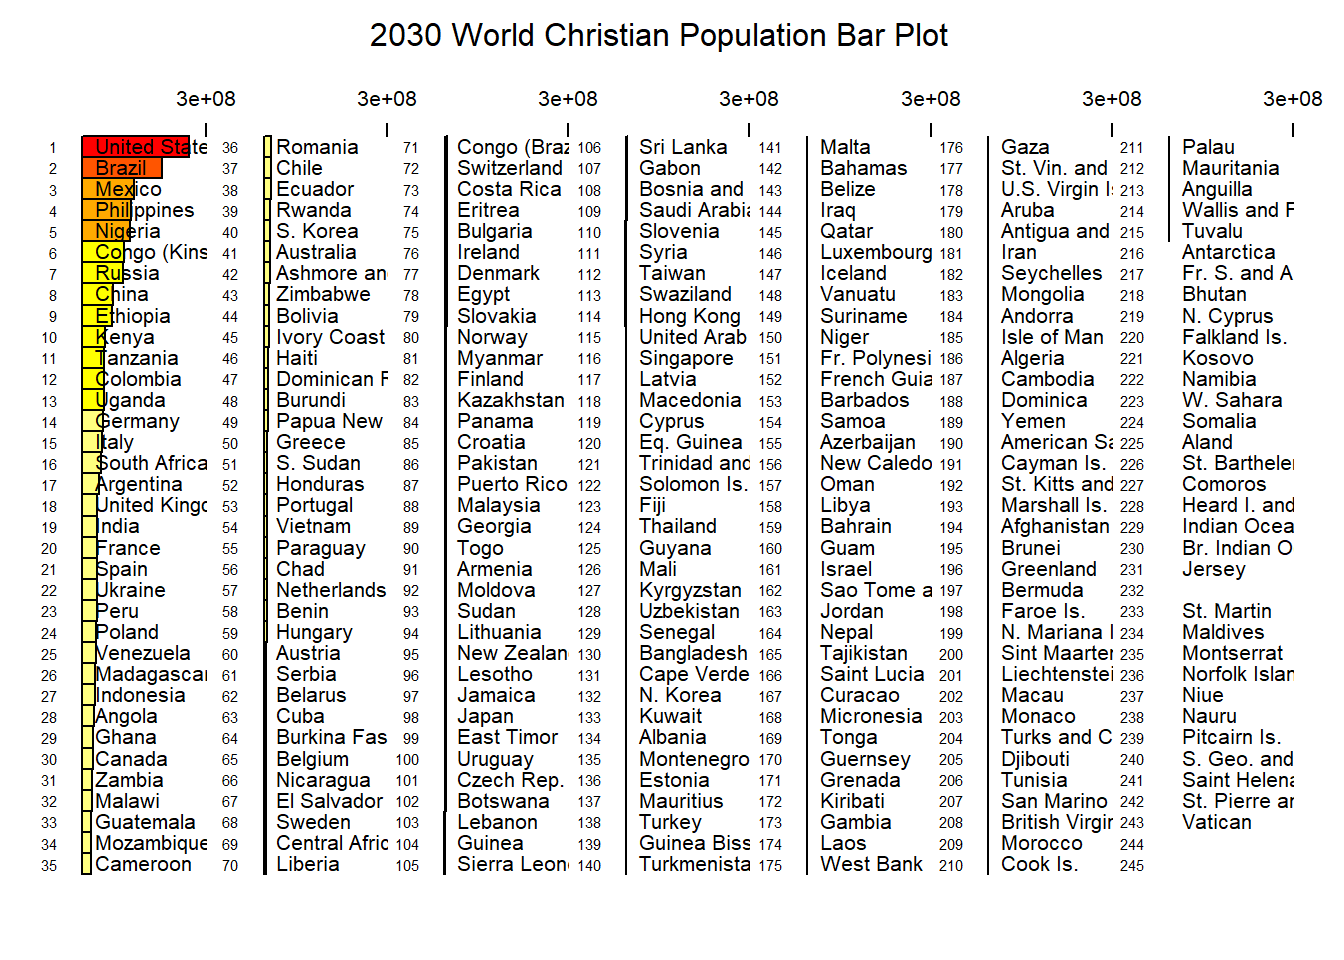 2030 World Christian Population Bar Plot
3e+08 3e+08 3e+08 3e+08 3e+08 3e+08 3e+08
1 United State 36 Romania 71 Congo (Braz 106 Sri Lanka 141 Malta 176 Gaza 211 Palau
2 Brazil 37 Chile 72 Switzerland 107 Gabon 142 Bahamas 177 St. Vin. and 212 Mauritania
3 Mexico 38 Ecuador 73 Costa Rica 108 Bosnia and 143 Belize 178 U.S. Virgin Is 213 Anguilla
4 Philippines 39 Rwanda 74 Eritrea 109 Saudi Arabia 144 Iraq 179 Aruba 214 Wallis and F
5 Nigeria 40 S. Korea 75 Bulgaria 110 Slovenia 145 Qatar 180 Antigua and 215 Tuvalu
6 Congo (Kins 41 Australia 76 Ireland 111 Syria 146 Luxembourg 181 Iran 216 Antarctica
7 Russia 42 Ashmore an 77 Denmark 112 Taiwan 147 Iceland 182 Seychelles 217 Fr. S. and A
8 China 43 Zimbabwe 78 Egypt 113 Swaziland 148 Vanuatu 183 Mongolia 218 Bhutan
9 Ethiopia 44 Bolivia 79 Slovakia 114 Hong Kong 149 Suriname 184 Andorra 219 N. Cyprus
10 Kenya 45 Ivory Coast 80 Norway 115 United Arab 150 Niger 185 Isle of Man 220 Falkland Is.
11 Tanzania 46 Haiti 81 Myanmar 116 Singapore 151 Fr. Polynesi 186 Algeria 221 Kosovo
12 Colombia 47 Dominican F 82 Finland 117 Latvia 152 French Guia 187 Cambodia 222 Namibia
13 Uganda 48 Burundi 83 Kazakhstan 118 Macedonia 153 Barbados 188 Dominica 223 W. Sahara
14 Germany 49 Papua New 84 Panama 119 Cyprus 154 Samoa 189 Yemen 224 Somalia
15 Italy 50 Greece 85 Croatia 120 Eq. Guinea 155 Azerbaijan 190 American Sa 225 Aland
16 South Africa 51 S. Sudan 86 Pakistan 121 Trinidad and 156 New Caledo 191 Cayman Is. 226 St. Barthelem
17 Argentina 52 Honduras 87 Puerto Rico 122 Solomon Is. 157 Oman 192 St. Kitts and 227 Comoros
18 United Kingd 53 Portugal 88 Malaysia 123 Fiji 158 Libya 193 Marshall Is. 228 Heard I. and
19 India 54 Vietnam 89 Georgia 124 Thailand 159 Bahrain 194 Afghanistan 229 Indian Ocea
20 France 55 Paraguay 90 Togo 125 Guyana 160 Guam 195 Brunei 230 Br. Indian O
21 Spain 56 Chad 91 Armenia 126 Mali 161 Israel 196 Greenland 231 Jersey
22 Ukraine 57 Netherlands 92 Moldova 127 Kyrgyzstan 162 Sao Tome a 197 Bermuda 232
23 Peru 58 Benin 93 Sudan 128 Uzbekistan 163 Jordan 198 Faroe Is. 233 St. Martin
24 Poland 59 Hungary 94 Lithuania 129 Senegal 164 Nepal 199 N. Mariana I 234 Maldives
25 Venezuela 60 Austria 95 New Zealan 130 Bangladesh 165 Tajikistan 200 Sint Maarten 235 Montserrat
26 Madagascar 61 Serbia 96 Lesotho 131 Cape Verde 166 Saint Lucia 201 Liechtenstei 236 Norfolk Islan
27 Indonesia 62 Belarus 97 Jamaica 132 N. Korea 167 Curacao 202 Macau 237 Niue
28 Angola 63 Cuba 98 Japan 133 Kuwait 168 Micronesia 203 Monaco 238 Nauru
29 Ghana 64 Burkina Fas 99 East Timor 134 Albania 169 Tonga 204 Turks and C 239 Pitcairn Is.
30 Canada 65 Belgium 100 Uruguay 135 Montenegro 170 Guernsey 205 Djibouti 240 S. Geo. and
31 Zambia 66 Nicaragua 101 Czech Rep. 136 Estonia 171 Grenada 206 Tunisia 241 Saint Helena
32 Malawi 67 El Salvador 102 Botswana 137 Mauritius 172 Kiribati 207 San Marino 242 St. Pierre ar
33 Guatemala 68 Sweden 103 Lebanon 138 Turkey 173 Gambia 208 British Virgin 243 Vatican
34 Mozambique 69 Central Afric 104 Guinea 139 Guinea Biss 174 Laos 209 Morocco 244
35 Cameroon 70 Liberia 105 Sierra Leon 140 Turkmenista 175 West Bank 210 Cook Is. 245